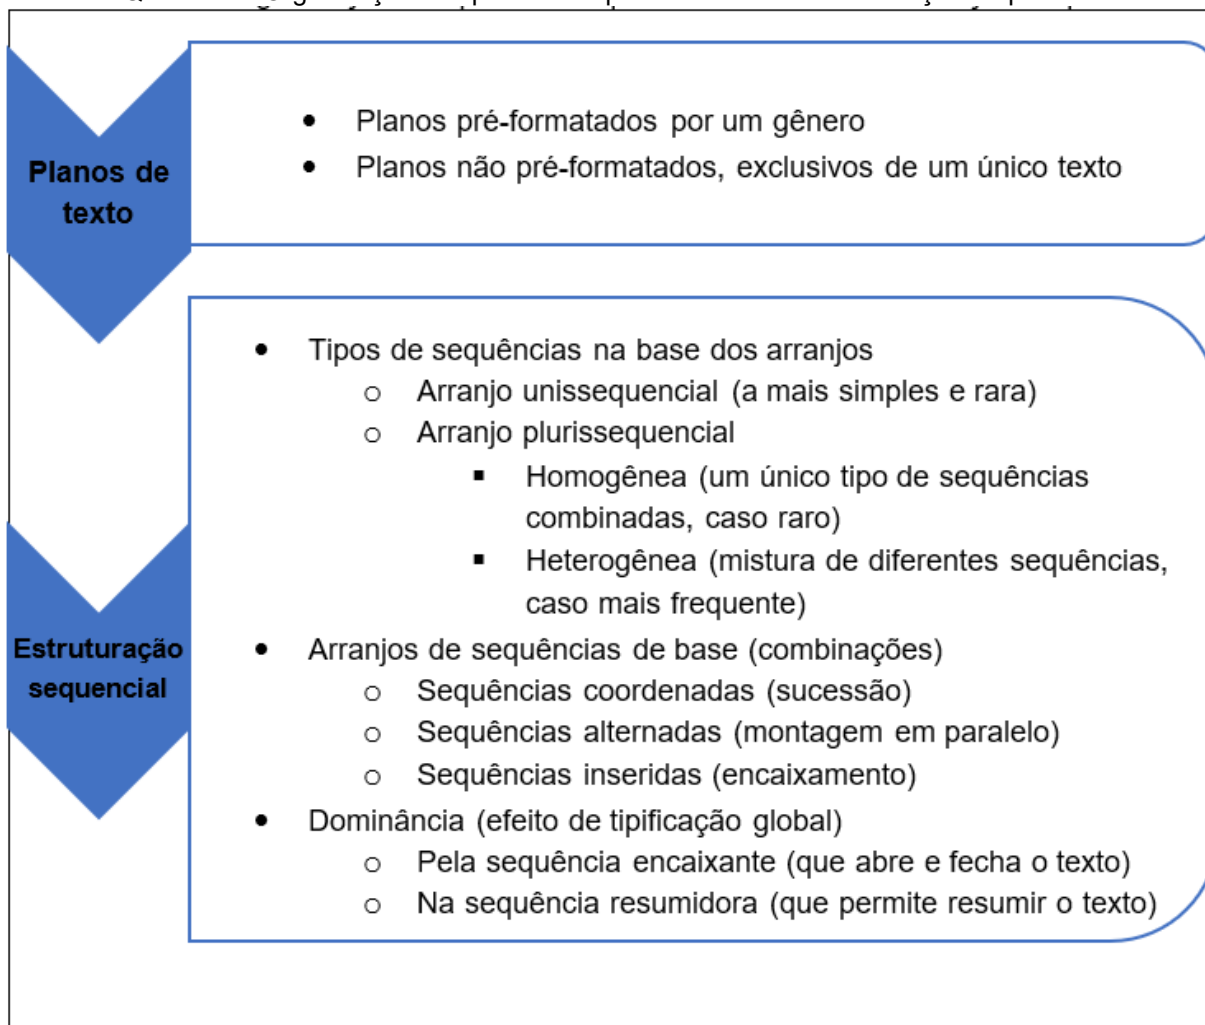 Planos de
texto
• Planos pré-formatados por um gênero
• Planos não pré-formatados, exclusivos de um único texto
Estruturação
sequencial
• Tipos de sequências na base dos arranjos
o Arranjo unissequencial (a mais simples e rara)
o Arranjo plurissequencial
▪ Homogênea (um único tipo de sequências
combinadas, caso raro)
▪ Heterogênea (mistura de diferentes sequências,
caso mais frequente)
• Arranjos de sequências de base (combinações)
o Sequências coordenadas (sucessão)
o Sequências alternadas (montagem em paralelo)
o Sequências inseridas (encaixamento)
• Dominância (efeito de tipificação global)
o Pela sequência encaixante (que abre e fecha o texto)
o Na sequência resumidora (que permite resumir o texto)